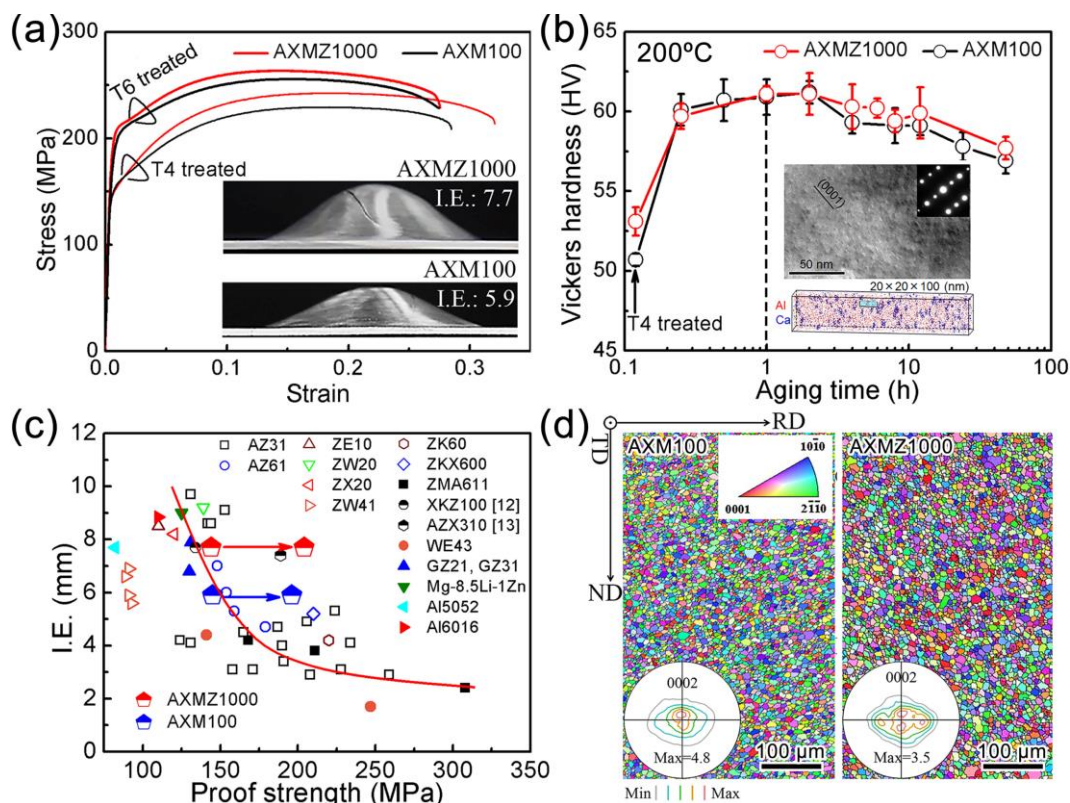 (a)
AXMZ1000 AXM100
T6 treated
T4 treated
AXMZ1000
I.E.: 7.7
AXM100
I.E.: 5.9
300
200
100
0
0.0 0.1 0.2 0.3
Stress (MPa)
Strain
(b)
200ºC
AXMZ1000 AXM100
(0001)
50 nm
20 × 20 × 100 (nm)
Al
Ca
T4 treated
65
60
55
50
45
0.1 1 10 100
Vickers hardness (HV)
Aging time (h)
(c)
AZ31
AZ61
ZE10
ZW20
ZX20
ZW41
ZK60
ZKX600
ZMA611
XKZ100 [12]
AZX310 [13]
WE43
GZ21, GZ31
Mg-8.5Li-1Zn
Al5052
Al6016
AXMZ1000
AXM100
12
10
8
6
4
2
0
100 150 200 250 300 350
I.E. (mm)
Proof strength (MPa)
(d)
RD
TD
ND
AXM100
101̄0
0001
2̄1̄1̄0
0002
Max=4.8
100 µm
AXMZ1000
0002
Max=3.5
100 µm
Min Max